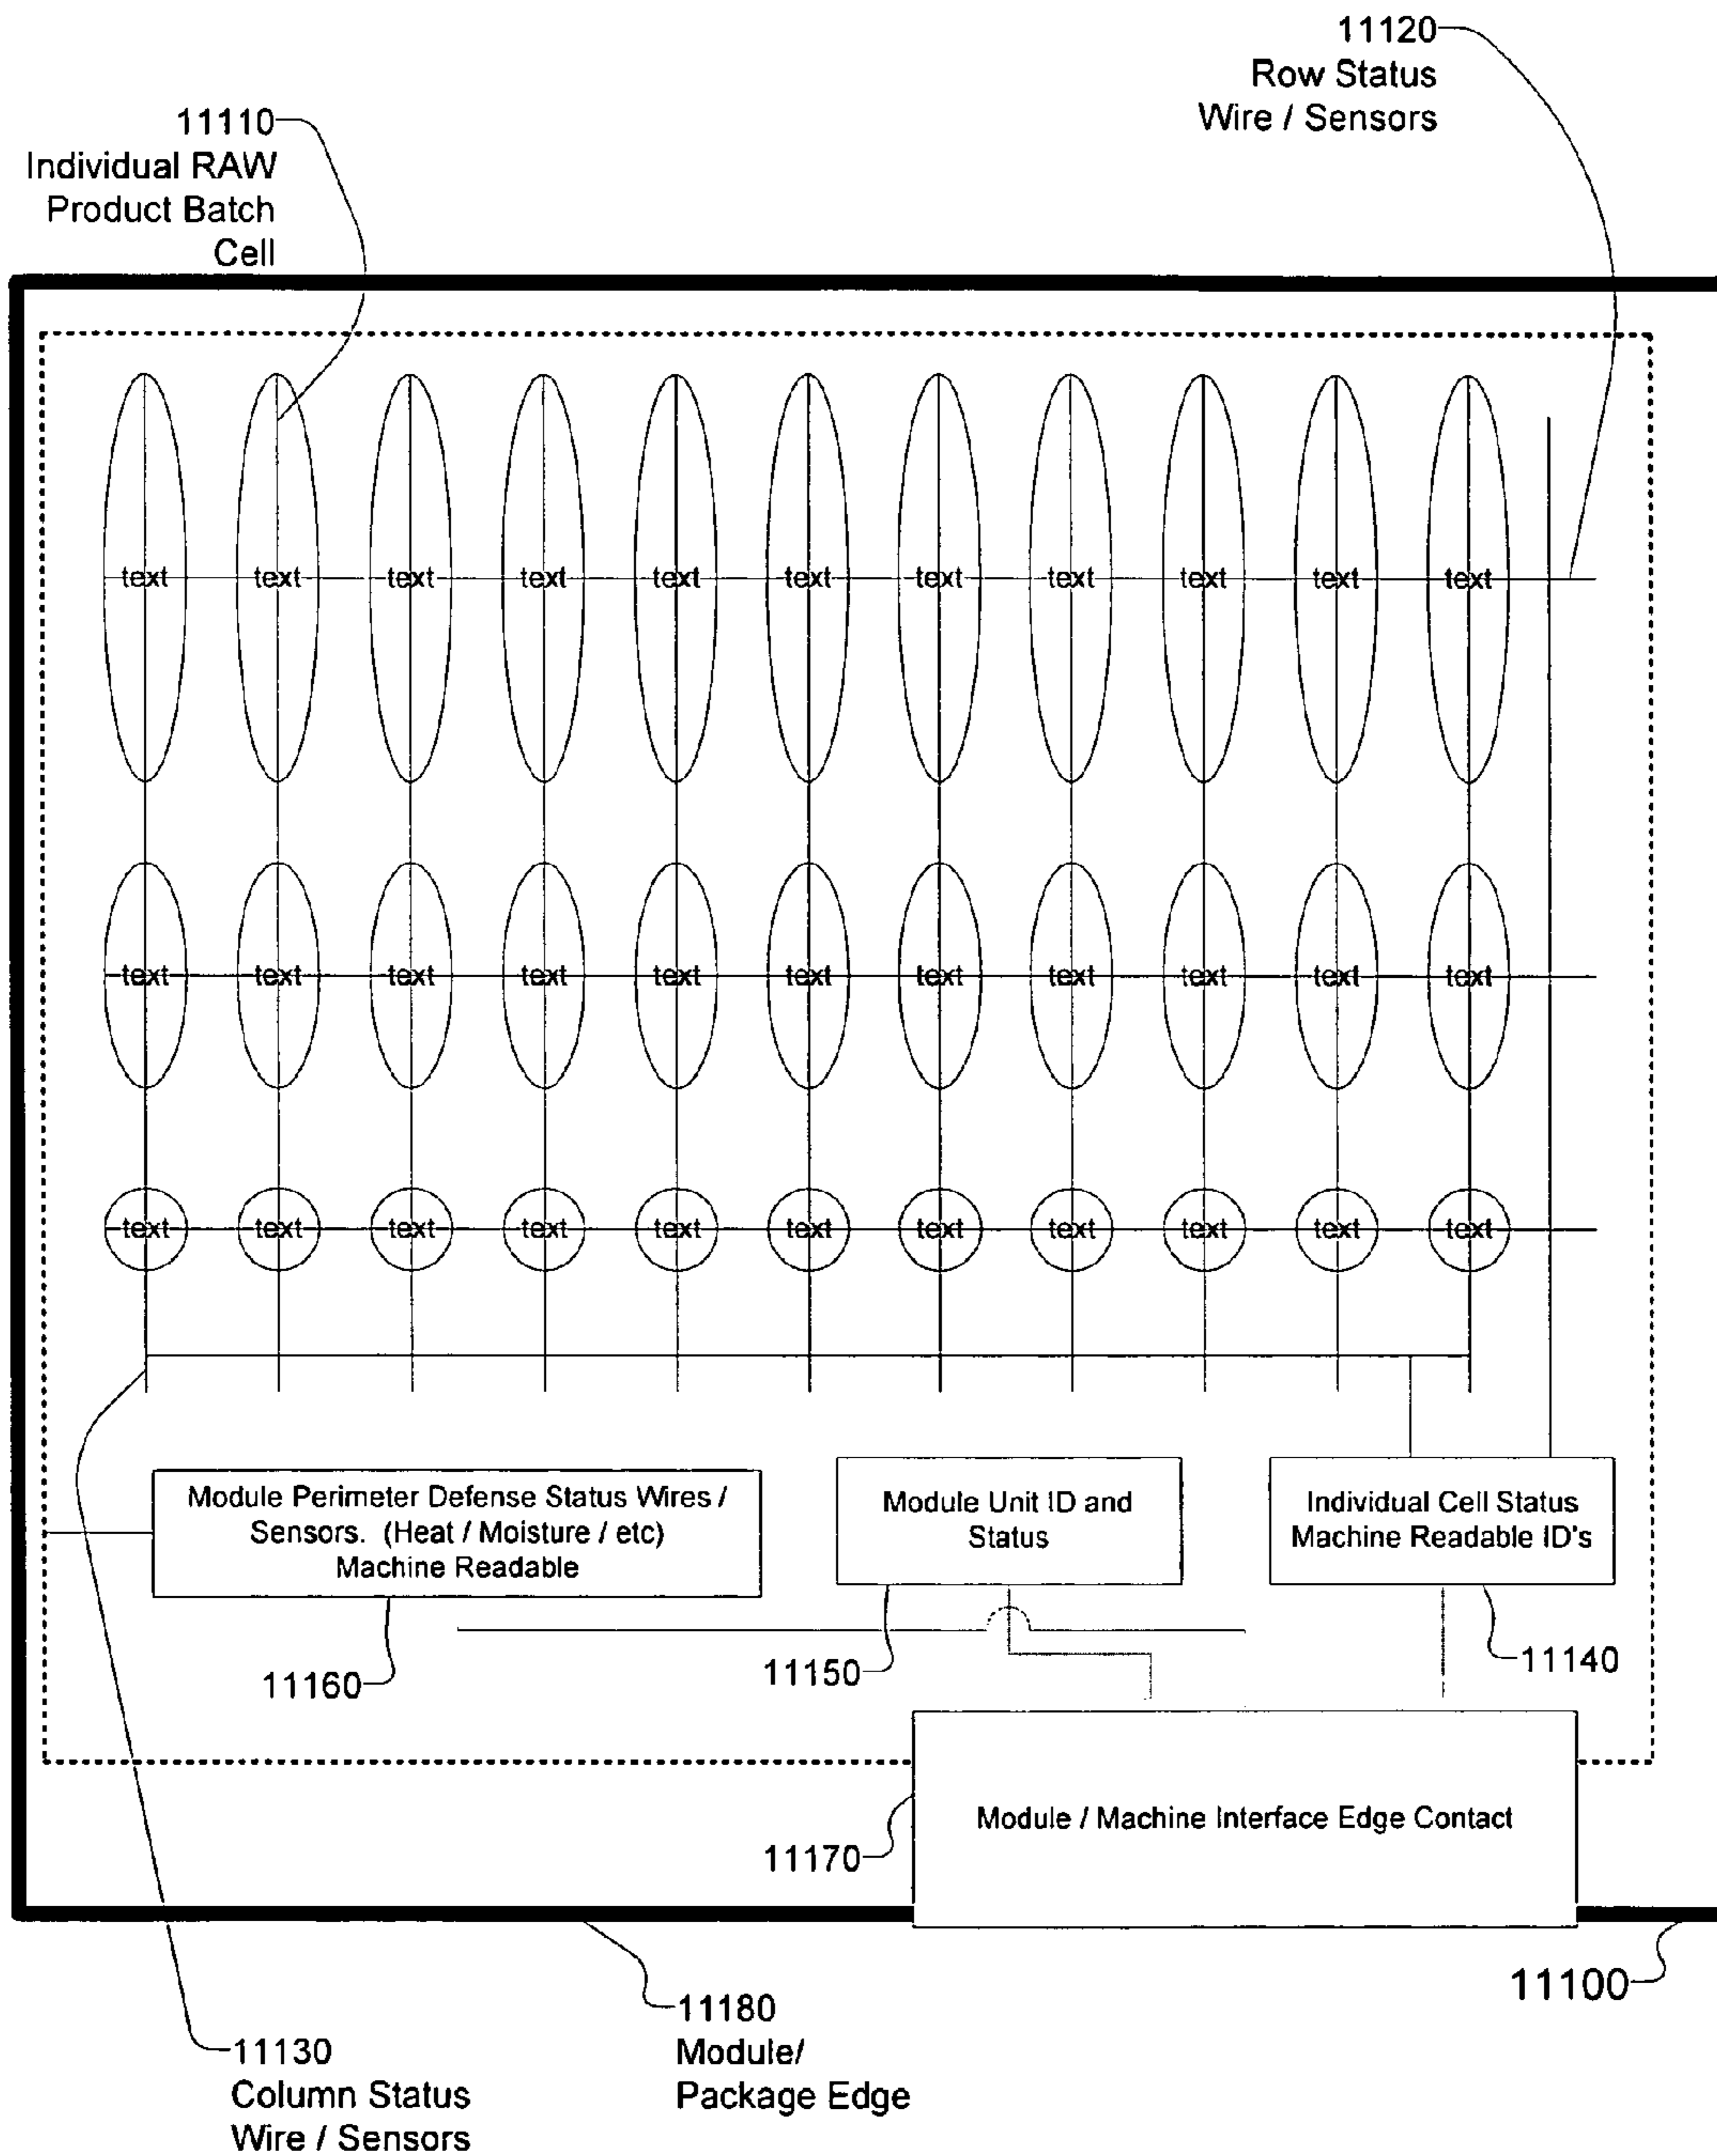 11120
Row Status
Wire / Sensors
11110
Individual RAW
Product Batch
Cell
text text text text text text text text text text text
text text text text text text text text text text text
text text text text text text text text text text text
Module Perimeter Defense Status Wires /
Sensors. (Heat / Moisture / etc)
Machine Readable
Module Unit ID and
Status
Individual Cell Status
Machine Readable ID's
11160
11150
11140
Module / Machine Interface Edge Contact
11170
11100
11180
Module/
Package Edge
11130
Column Status
Wire / Sensors